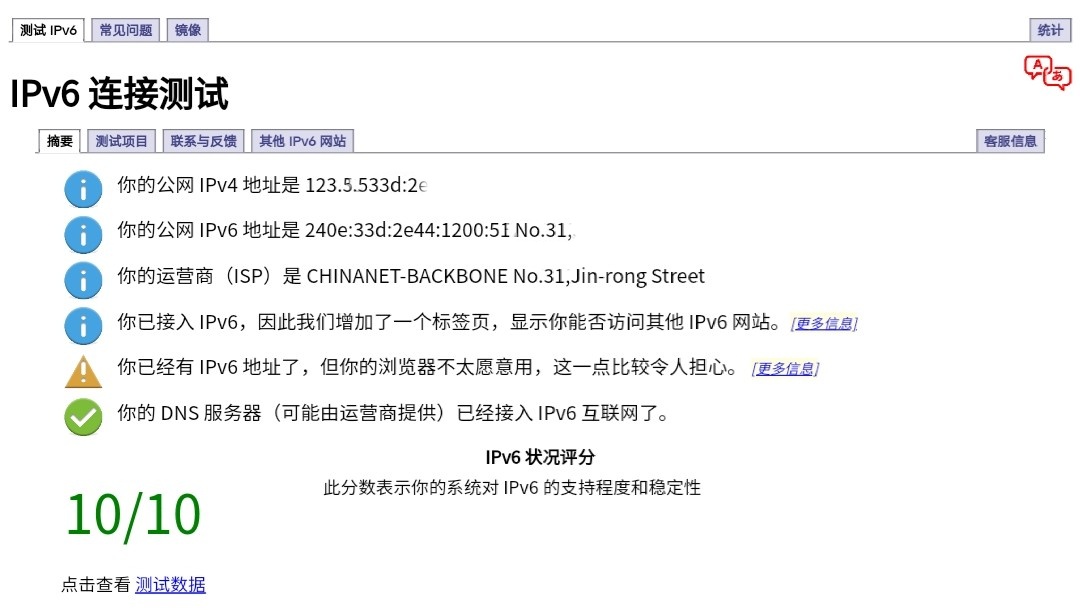 测试 IPv6 常见问题 镜像 统计
IPv6 连接测试
摘要 测试项目 联系与反馈 其他 IPv6 网站 客服信息
你的公网 IPv4 地址是 123.5.533d:2e
你的公网 IPv6 地址是 240e:33d:2e44:1200:51 No.31,
你的运营商（ISP）是 CHINANET-BACKBONE No.31,Jin-rong Street
你已接入 IPv6，因此我们增加了一个标签页，显示你能否访问其他 IPv6 网站。 [更多信息]
你已经有 IPv6 地址了，但你的浏览器不太愿意用，这一点比较令人担心。 [更多信息]
你的 DNS 服务器（可能由运营商提供）已经接入 IPv6 互联网了。
IPv6 状况评分
此分数表示你的系统对 IPv6 的支持程度和稳定性
10/10
点击查看 测试数据